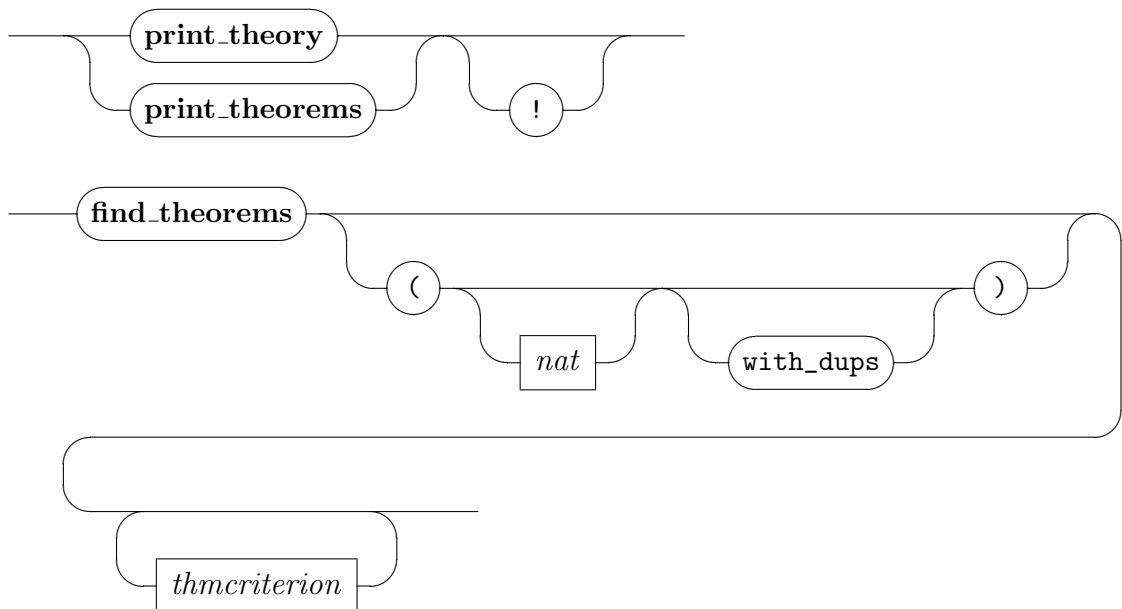 print_theory
print_theorems !
find_theorems
( )
nat with_dups
thmcriterion